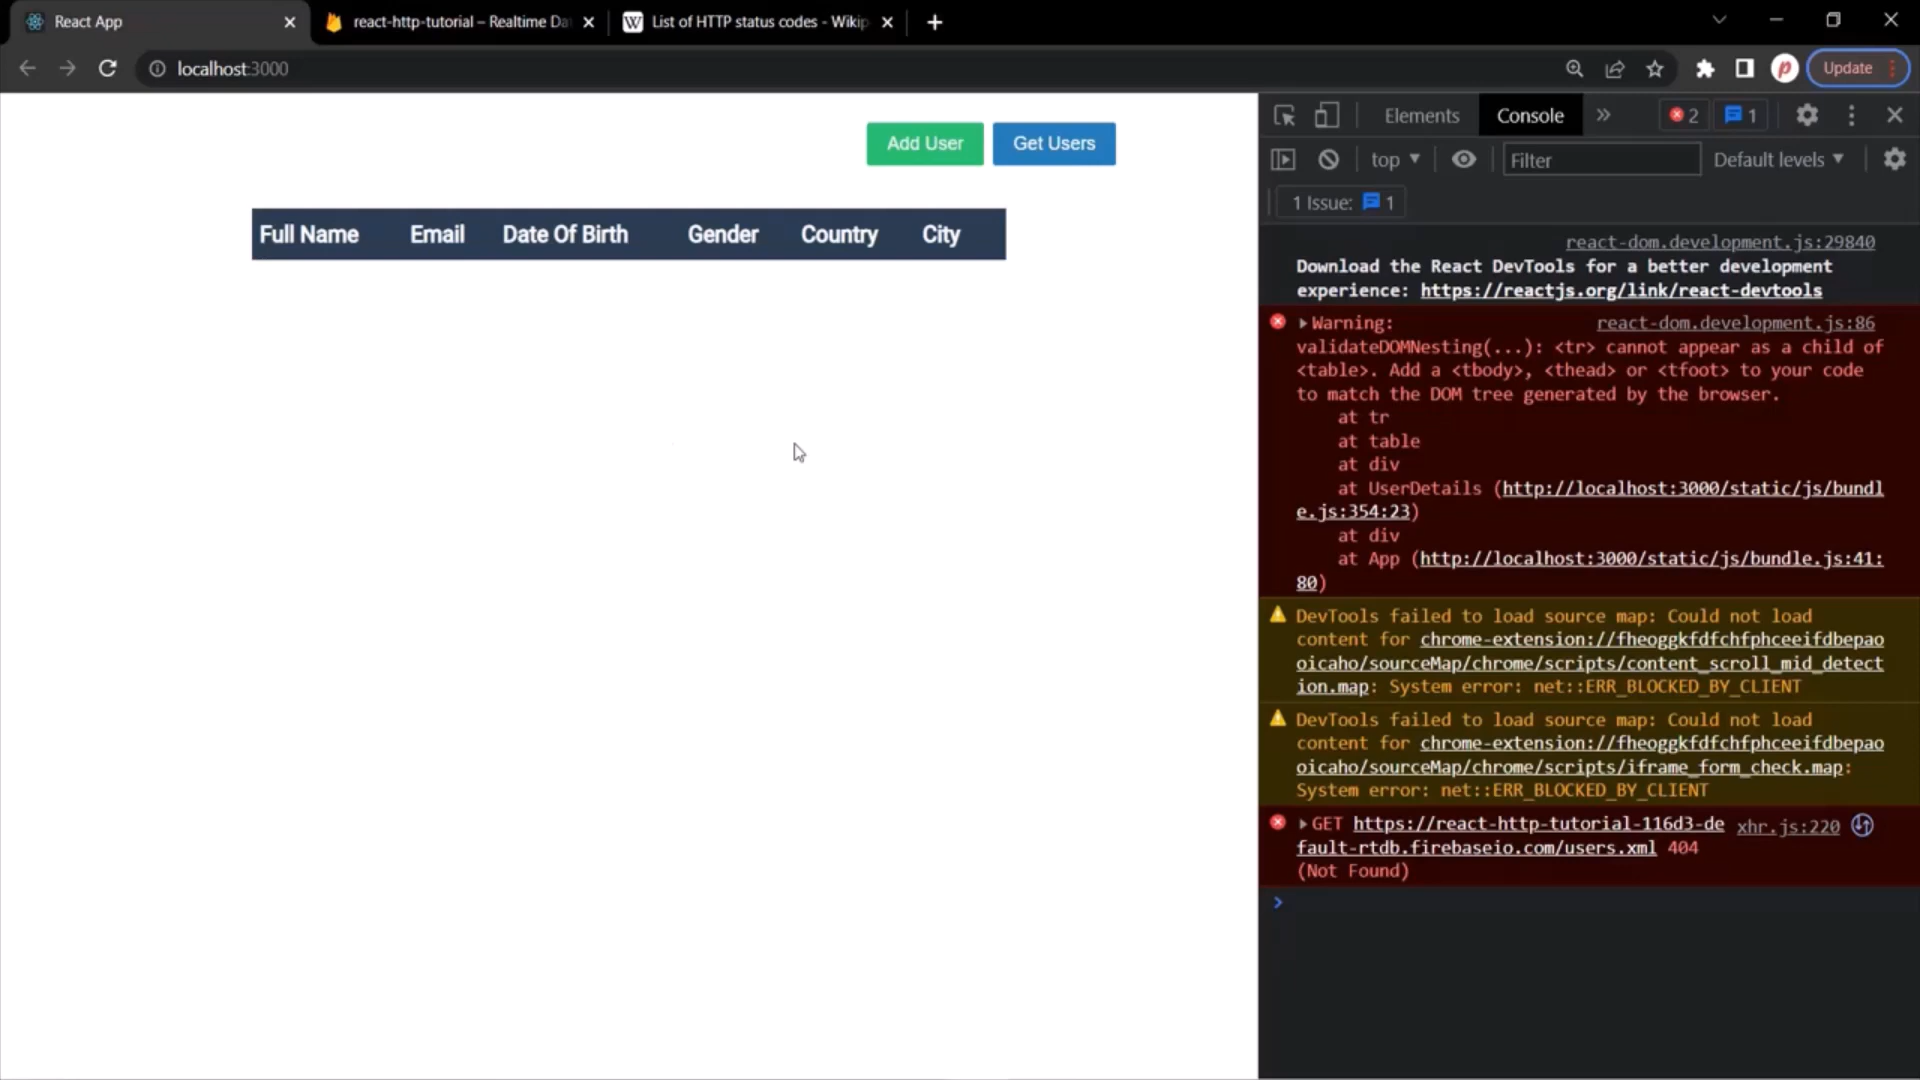 React App
react-http-tutorial – Realtime Da
List of HTTP status codes - Wikip
localhost:3000
Update
Add User
Get Users
Full Name Email Date Of Birth Gender Country City
Elements
Console
2
1
top
Filter
Default levels
1 Issue: 1
react-dom.development.js:29840
Download the React DevTools for a better development
experience: https://reactjs.org/link/react-devtools
Warning: react-dom.development.js:86
validateDOMNesting(...): <tr> cannot appear as a child of
<table>. Add a <tbody>, <thead> or <tfoot> to your code
to match the DOM tree generated by the browser.
at tr
at table
at div
at UserDetails (http://localhost:3000/static/js/bundl
e.js:354:23)
at div
at App (http://localhost:3000/static/js/bundle.js:41:
80)
DevTools failed to load source map: Could not load
content for chrome-extension://fheoggkfdfchfphceeifdbepao
oicaho/sourceMap/chrome/scripts/content_scroll_mid_detect
ion.map: System error: net::ERR_BLOCKED_BY_CLIENT
DevTools failed to load source map: Could not load
content for chrome-extension://fheoggkfdfchfphceeifdbepao
oicaho/sourceMap/chrome/scripts/iframe_form_check.map:
System error: net::ERR_BLOCKED_BY_CLIENT
GET https://react-http-tutorial-116d3-de xhr.js:220
fault-rtdb.firebaseio.com/users.xml 404
(Not Found)